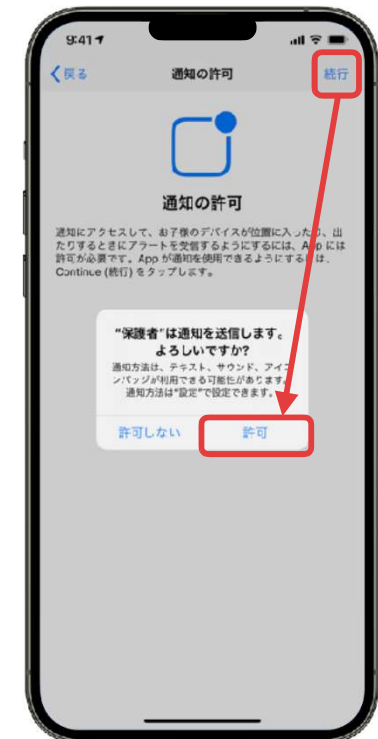 9:41
戻る
通知の許可
続行
通知の許可
通知にアクセスして、お子様のデバイスが位置に入ったり、出
たりするときにアラートを受信するようにするには、App には
許可が必要です。App が通知を使用できるようにするには、
Continue (続行) をタップします。
"保護者"は通知を送信します。
よろしいですか?
通知方法は、テキスト、サウンド、アイコ
ンバッジが利用できる可能性があります。
通知方法は"設定"で設定できます。
許可しない
許可